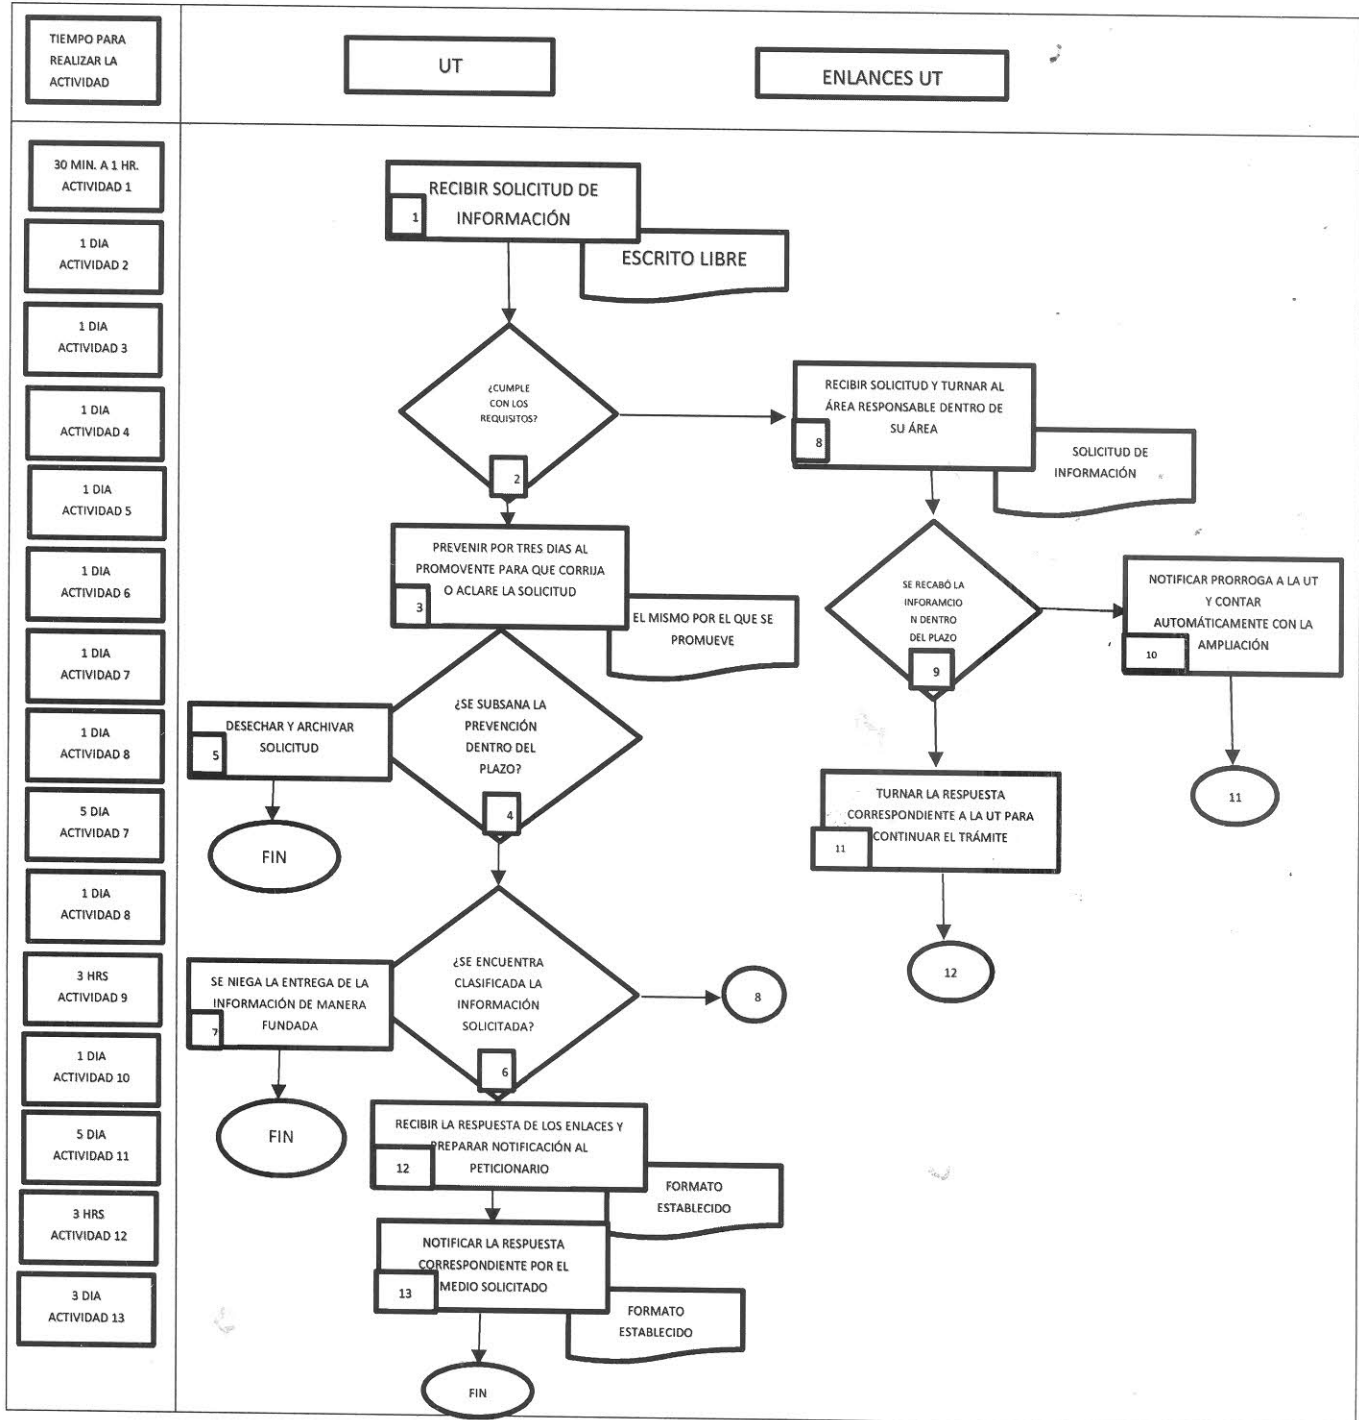 TIEMPO PARA
REALIZAR LA
ACTIVIDAD
UT
ENLANCES UT
30 MIN. A 1 HR.
ACTIVIDAD 1
1 DIA
ACTIVIDAD 2
1 DIA
ACTIVIDAD 3
1 DIA
ACTIVIDAD 4
1 DIA
ACTIVIDAD 5
1 DIA
ACTIVIDAD 6
1 DIA
ACTIVIDAD 7
1 DIA
ACTIVIDAD 8
5 DIA
ACTIVIDAD 7
1 DIA
ACTIVIDAD 8
3 HRS
ACTIVIDAD 9
1 DIA
ACTIVIDAD 10
5 DIA
ACTIVIDAD 11
3 HRS
ACTIVIDAD 12
3 DIA
ACTIVIDAD 13
RECIBIR SOLICITUD DE
INFORMACIÓN
1
ESCRITO LIBRE
¿CUMPLE
CON LOS
REQUISITOS?
2
PREVENIR POR TRES DIAS AL
PROMOVENTE PARA QUE CORRIJA
O ACLARE LA SOLICITUD
3
EL MISMO POR EL QUE SE
PROMUEVE
¿SE SUBSANA LA
PREVENCIÓN
DENTRO DEL
PLAZO?
4
DESECHAR Y ARCHIVAR
SOLICITUD
5
FIN
¿SE ENCUENTRA
CLASIFICADA LA
INFORMACIÓN
SOLICITADA?
6
8
SE NIEGA LA ENTREGA DE LA
INFORMACIÓN DE MANERA
FUNDADA
7
FIN
RECIBIR LA RESPUESTA DE LOS ENLACES Y
PREPARAR NOTIFICACIÓN AL
PETICIONARIO
12
FORMATO
ESTABLECIDO
NOTIFICAR LA RESPUESTA
CORRESPONDIENTE POR EL
MEDIO SOLICITADO
13
FORMATO
ESTABLECIDO
FIN
RECIBIR SOLICITUD Y TURNAR AL
ÁREA RESPONSABLE DENTRO DE
SU ÁREA
8
SOLICITUD DE
INFORMACIÓN
SE RECABÓ LA
INFORAMCIO
N DENTRO
DEL PLAZO
9
NOTIFICAR PRORROGA A LA UT
Y CONTAR
AUTOMÁTICAMENTE CON LA
AMPLIACIÓN
10
11
TURNAR LA RESPUESTA
CORRESPONDIENTE A LA UT PARA
CONTINUAR EL TRÁMITE
11
12